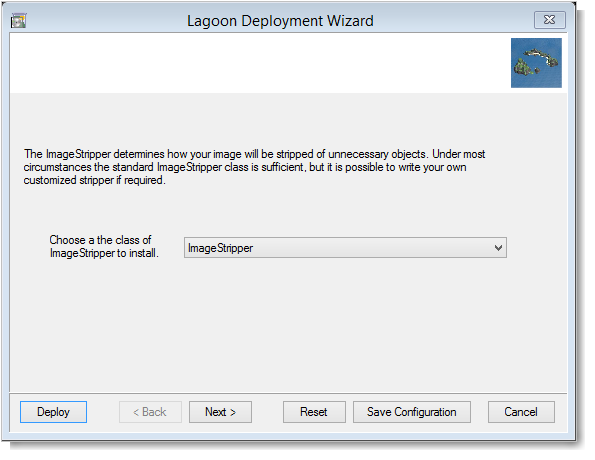 Lagoon Deployment Wizard
The ImageStripper determines how your image will be stripped of unnecessary objects. Under most
circumstances the standard ImageStripper class is sufficient, but it is possible to write your own
customized stripper if required.
Choose a the class of
ImageStripper to install.
ImageStripper
Deploy
< Back
Next >
Reset
Save Configuration
Cancel